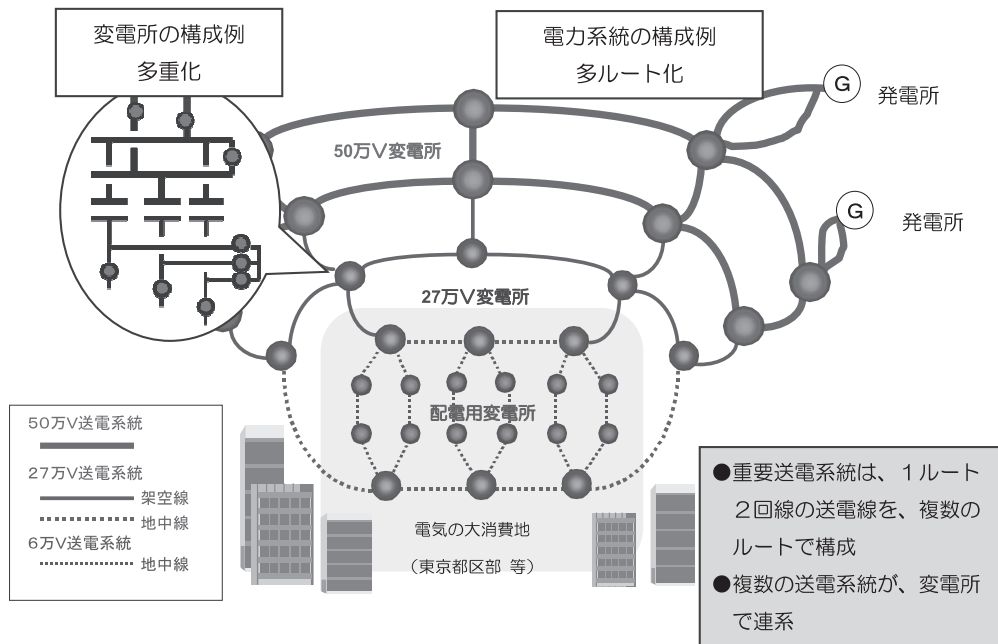 変電所の構成例
多重化
電力系統の構成例
多ルート化
G
発電所
50万V変電所
G
発電所
27万V変電所
配電用変電所
50万V送電系統
27万V送電系統
架空線
地中線
6万V送電系統
地中線
電気の大消費地
（東京都区部 等）
●重要送電系統は、１ルート
２回線の送電線を、複数の
ルートで構成
●複数の送電系統が、変電所
で連系